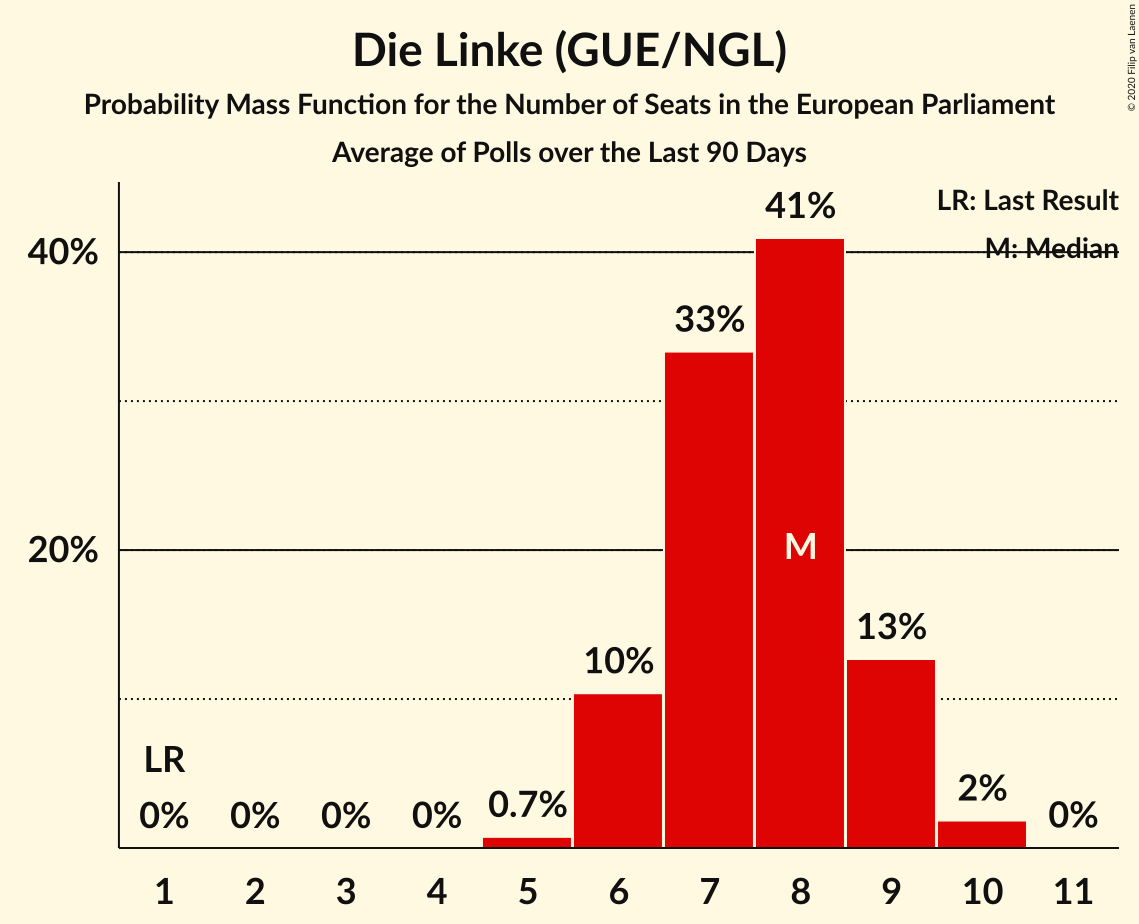 Die Linke (GUE/NGL)
Probability Mass Function for the Number of Seats in the European Parliament
Average of Polls over the Last 90 Days
© 2020 Filip van Laenen
LR: Last Result
M: Median
40%
20%
LR
0%
0%
0%
0%
0.7%
10%
33%
41%
M
13%
2%
0%
1 2 3 4 5 6 7 8 9 10 11